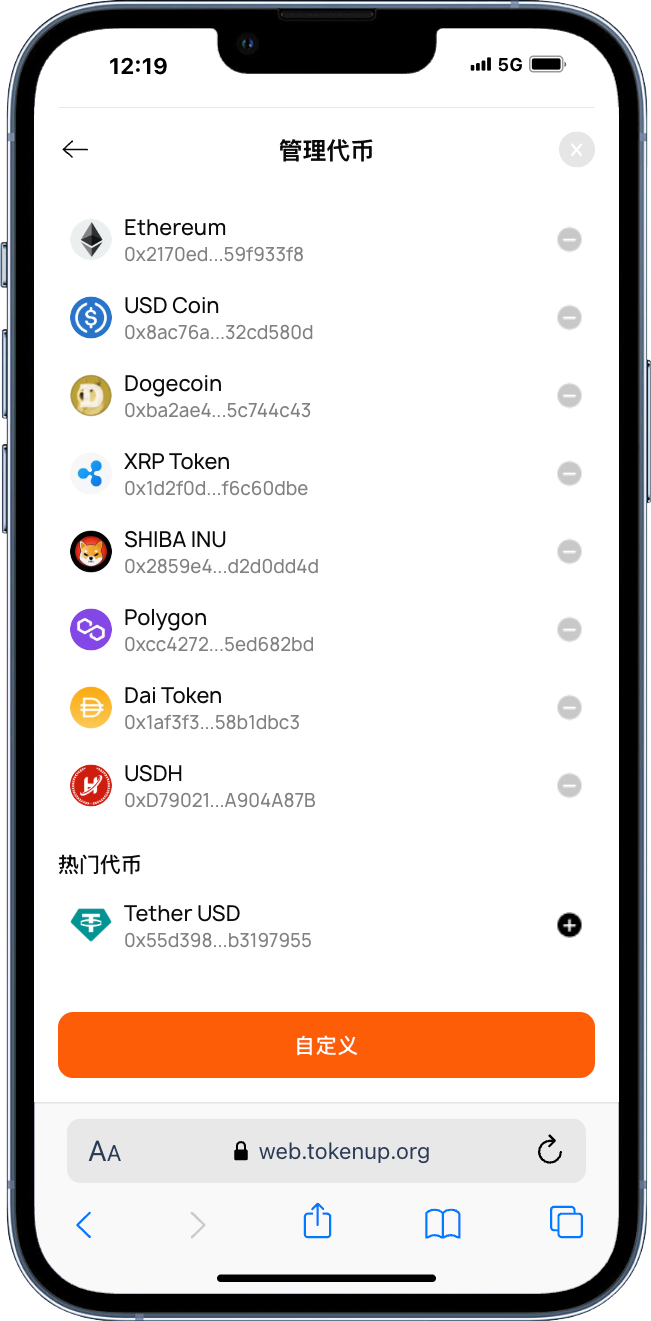 12:19
5G
管理代币
Ethereum
0x2170ed...59f933f8
USD Coin
0x8ac76a...32cd580d
Dogecoin
0xba2ae4...5c744c43
XRP Token
0x1d2f0d...f6c60dbe
SHIBA INU
0x2859e4...d2d0dd4d
Polygon
0xcc4272...5ed682bd
Dai Token
0x1af3f3...58b1dbc3
USDH
0xD79021...A904A87B
热门代币
Tether USD
0x55d398...b3197955
自定义
AA web.tokenup.org